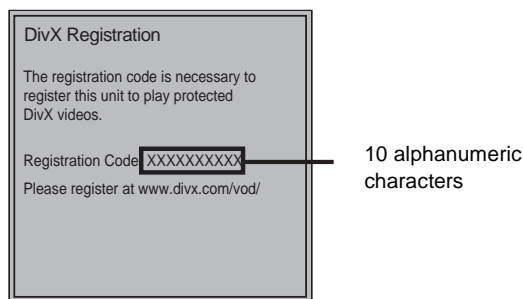 DivX Registration
The registration code is necessary to
register this unit to play protected
DivX videos.
Registration Code XXXXXXXXXX
Please register at www.divx.com/vod/
10 alphanumeric
characters